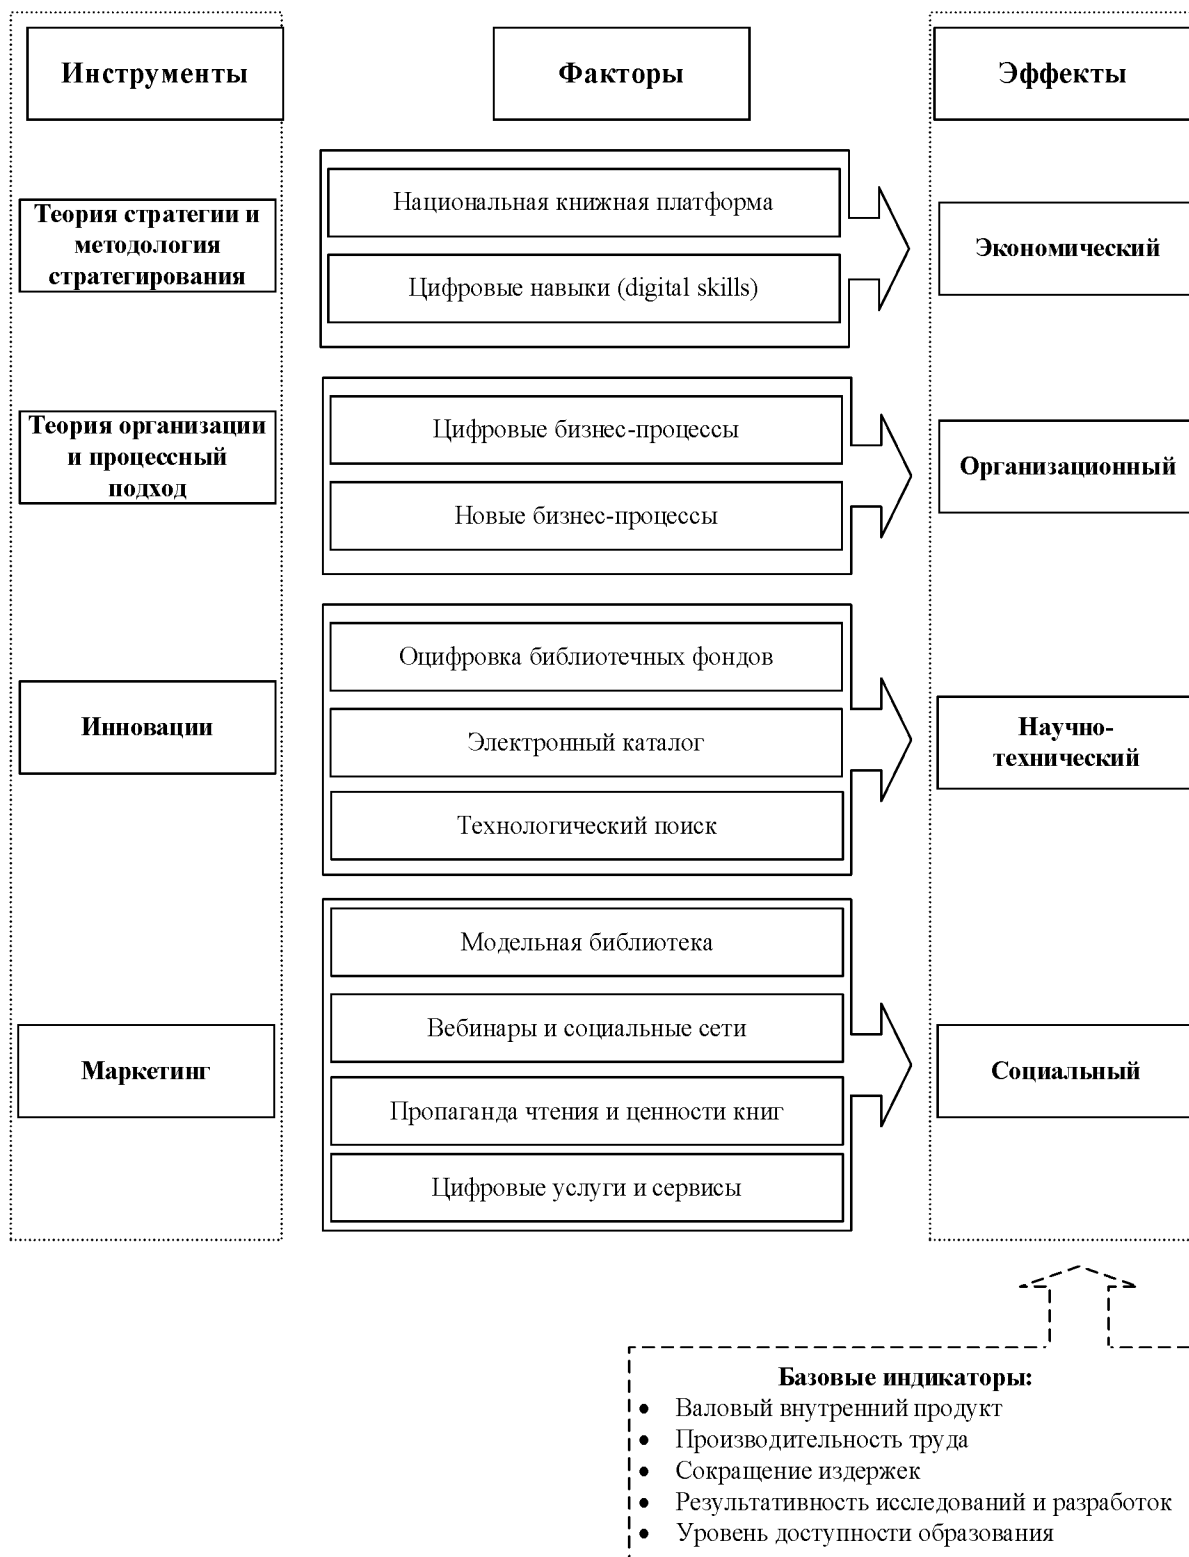 Инструменты
Факторы
Эффекты
Теория стратегии и
методология
стратегирования
Национальная книжная платформа
Цифровые навыки (digital skills)
Экономический
Теория организации
и процессный
подход
Цифровые бизнес-процессы
Новые бизнес-процессы
Организационный
Инновации
Оцифровка библиотечных фондов
Электронный каталог
Технологический поиск
Научно-
технический
Маркетинг
Модельная библиотека
Вебинары и социальные сети
Пропаганда чтения и ценности книг
Цифровые услуги и сервисы
Социальный
Базовые индикаторы:
• Валовый внутренний продукт
• Производительность труда
• Сокращение издержек
• Результативность исследований и разработок
• Уровень доступности образования